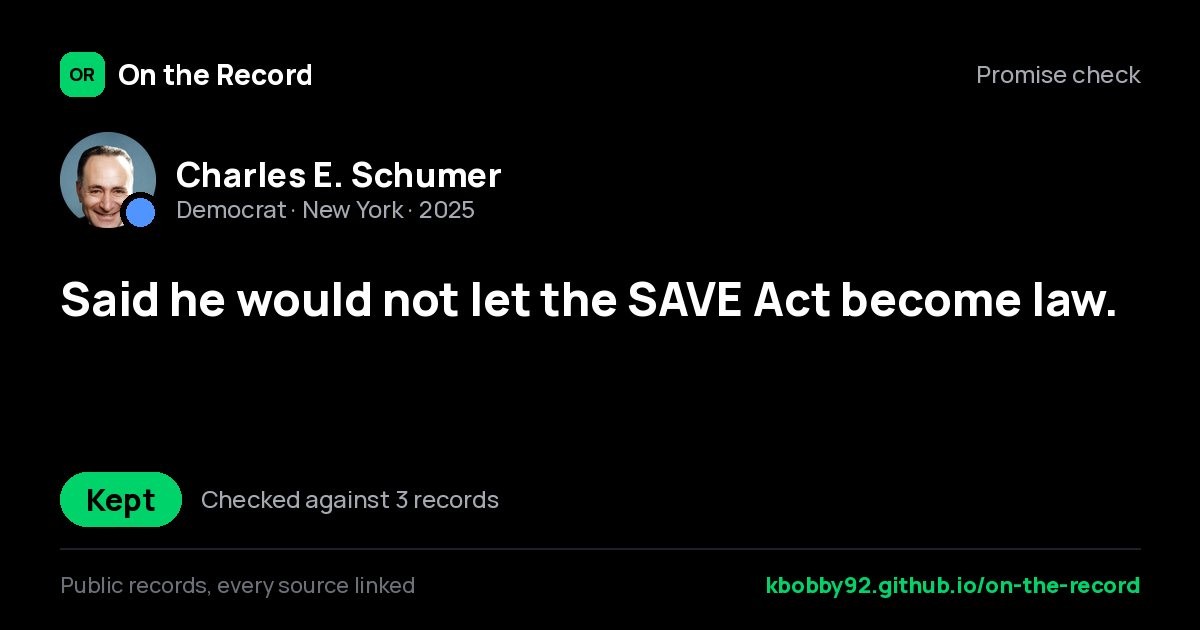 OR On the Record
Promise check
Charles E. Schumer
Democrat · New York · 2025
Said he would not let the SAVE Act become law.
Kept
Checked against 3 records
Public records, every source linked
kbobby92.github.io/on-the-record